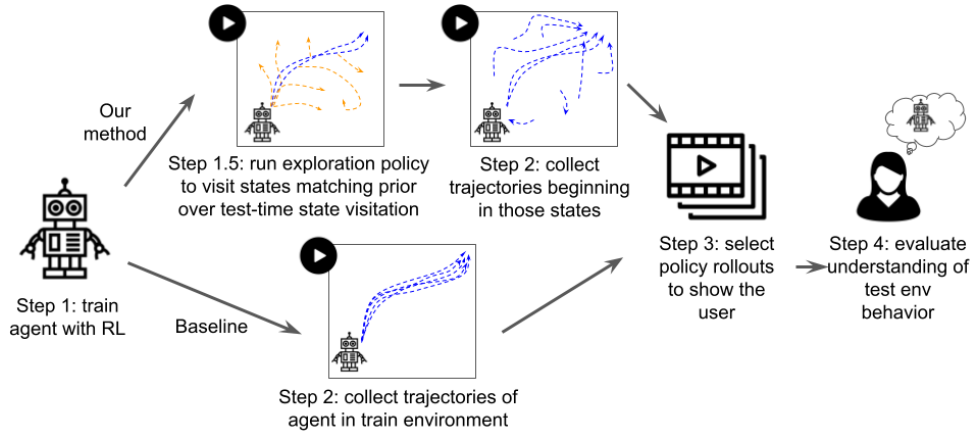 Our
method
Step 1.5: run exploration policy
to visit states matching prior
over test-time state visitation
Step 2: collect
trajectories beginning
in those states
Step 1: train
agent with RL
Baseline
Step 2: collect trajectories of
agent in train environment
Step 3: select
policy rollouts
to show the
user
Step 4: evaluate
understanding of
test env
behavior